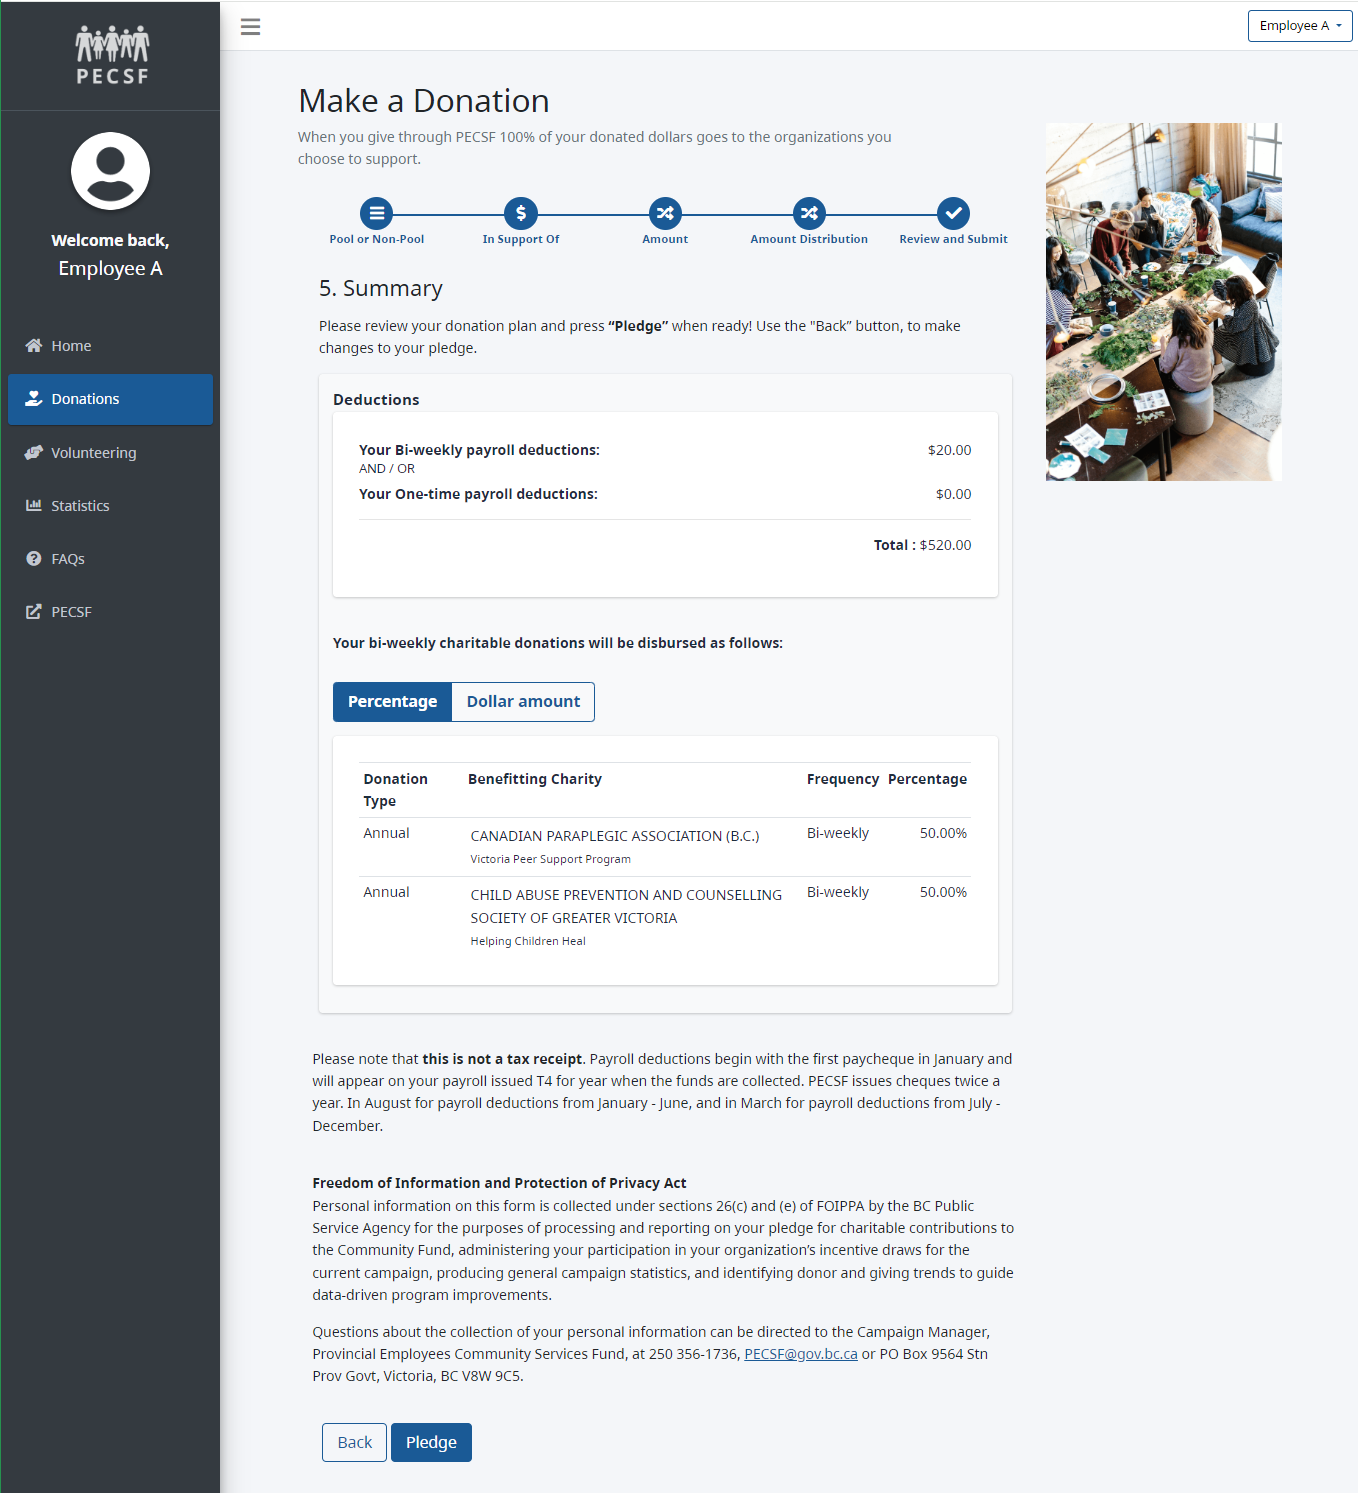 PECSF
Employee A
Welcome back,
Employee A
Home
Donations
Volunteering
Statistics
FAQs
PECSF
Make a Donation
When you give through PECSF 100% of your donated dollars goes to the organizations you
choose to support.
Pool or Non-Pool
In Support Of
Amount
Amount Distribution
Review and Submit
5. Summary
Please review your donation plan and press “Pledge” when ready! Use the "Back” button, to make
changes to your pledge.
Deductions
Your Bi-weekly payroll deductions: $20.00
AND / OR
Your One-time payroll deductions: $0.00
Total : $520.00
Your bi-weekly charitable donations will be disbursed as follows:
Percentage Dollar amount
Donation Benefitting Charity Frequency Percentage
Type
Annual CANADIAN PARAPLEGIC ASSOCIATION (B.C.) Bi-weekly 50.00%
Victoria Peer Support Program
Annual CHILD ABUSE PREVENTION AND COUNSELLING Bi-weekly 50.00%
SOCIETY OF GREATER VICTORIA
Helping Children Heal
Please note that this is not a tax receipt. Payroll deductions begin with the first paycheque in January and
will appear on your payroll issued T4 for year when the funds are collected. PECSF issues cheques twice a
year. In August for payroll deductions from January - June, and in March for payroll deductions from July -
December.
Freedom of Information and Protection of Privacy Act
Personal information on this form is collected under sections 26(c) and (e) of FOIPPA by the BC Public
Service Agency for the purposes of processing and reporting on your pledge for charitable contributions to
the Community Fund, administering your participation in your organization’s incentive draws for the
current campaign, producing general campaign statistics, and identifying donor and giving trends to guide
data-driven program improvements.
Questions about the collection of your personal information can be directed to the Campaign Manager,
Provincial Employees Community Services Fund, at 250 356-1736, PECSF@gov.bc.ca or PO Box 9564 Stn
Prov Govt, Victoria, BC V8W 9C5.
Back Pledge